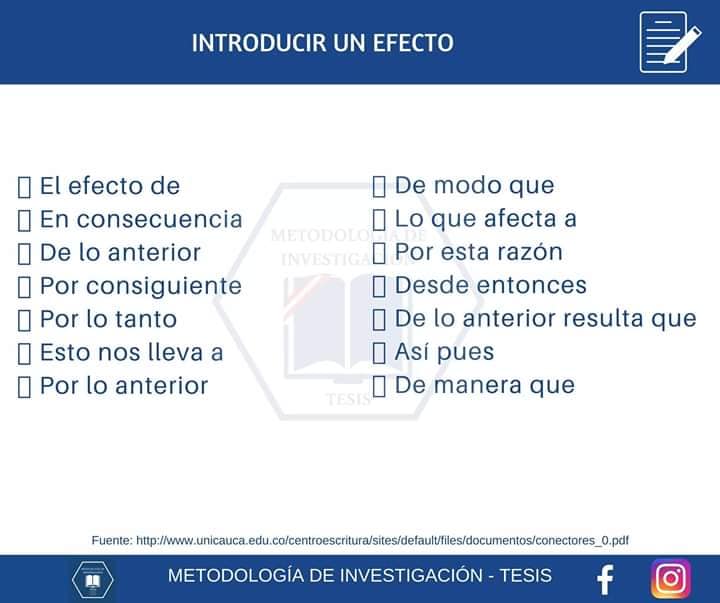 INTRODUCIR UN EFECTO
El efecto de
En consecuencia
De lo anterior
Por consiguiente
Por lo tanto
Esto nos lleva a
Por lo anterior
De modo que
Lo que afecta a
Por esta razón
Desde entonces
De lo anterior resulta que
Así pues
De manera que
METODOLOGÍA DE
INVESTIGACIÓN
TESIS
Fuente: http://www.unicauca.edu.co/centroescritura/sites/default/files/documentos/conectores_0.pdf
METODOLOGÍA DE INVESTIGACIÓN - TESIS